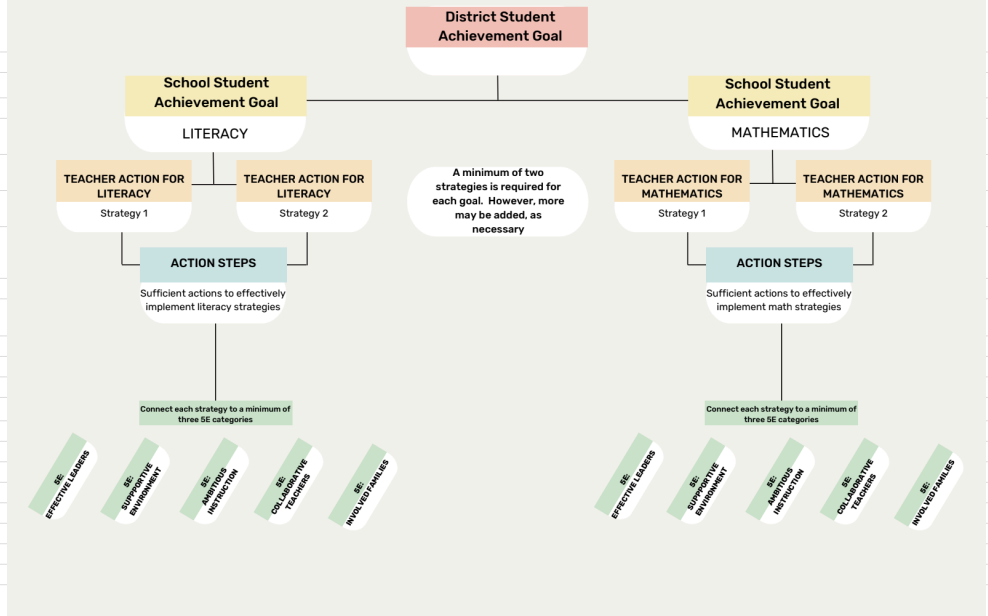 District Student
Achievement Goal
School Student
Achievement Goal
LITERACY
School Student
Achievement Goal
MATHEMATICS
TEACHER ACTION FOR
LITERACY
Strategy 1
TEACHER ACTION FOR
LITERACY
Strategy 2
A minimum of two
strategies is required for
each goal. However, more
may be added, as
necessary
TEACHER ACTION FOR
MATHEMATICS
Strategy 1
TEACHER ACTION FOR
MATHEMATICS
Strategy 2
ACTION STEPS
Sufficient actions to effectively
implement literacy strategies
ACTION STEPS
Sufficient actions to effectively
implement math strategies
Connect each strategy to a minimum of
three 5E categories
Connect each strategy to a minimum of
three 5E categories
5E:
EFFECTIVE LEADERS
5E:
SUPPPORTIVE
ENVIRONMENT
5E:
AMBITIOUS
INSTRUCTION
5E:
COLLABORATIVE
TEACHERS
5E:
INVOLVED FAMILIES
5E:
EFFECTIVE LEADERS
5E:
SUPPPORTIVE
ENVIRONMENT
5E:
AMBITIOUS
INSTRUCTION
5E:
COLLABORATIVE
TEACHERS
5E:
INVOLVED FAMILIES